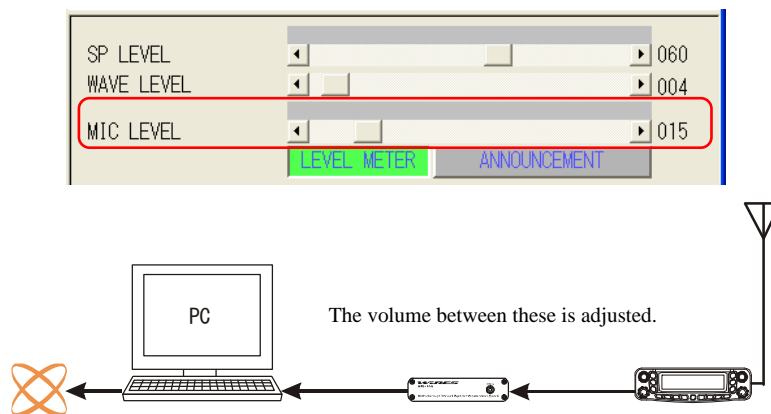 SP LEVEL 060
WAVE LEVEL 004
MIC LEVEL 015
LEVEL METER ANNOUNCEMENT
PC
The volume between these is adjusted.
WIRES